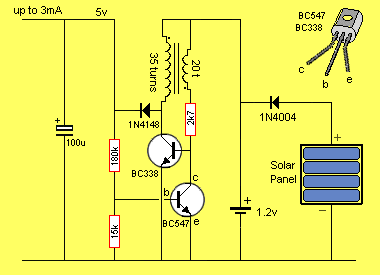 up to 3mA
5v
BC547
BC338
c
b
e
35 turns
20t
2k7
1N4148
1N4004
+
100u
180k
BC338
+
Solar
Panel
c
b
+
1.2v
−
15k
BC547
e